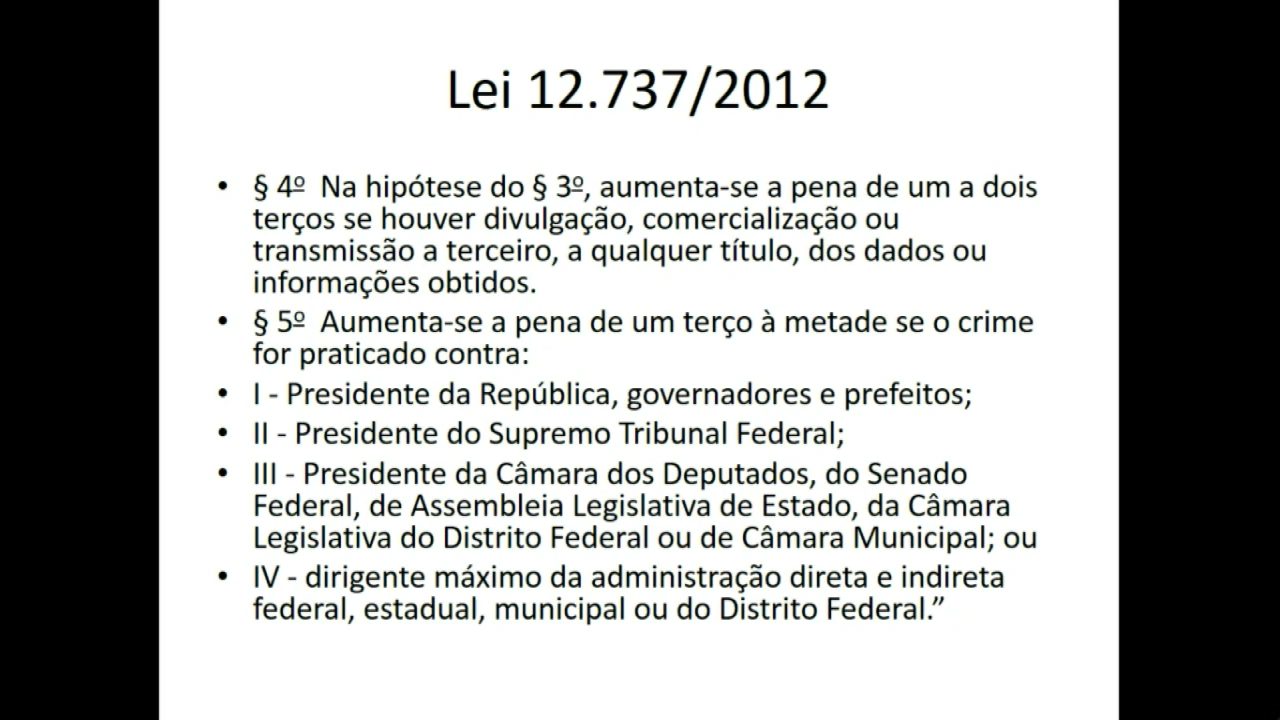 Lei 12.737/2012
• § 4º Na hipótese do § 3º, aumenta-se a pena de um a dois
terços se houver divulgação, comercialização ou
transmissão a terceiro, a qualquer título, dos dados ou
informações obtidos.
• § 5º Aumenta-se a pena de um terço à metade se o crime
for praticado contra:
• I - Presidente da República, governadores e prefeitos;
• II - Presidente do Supremo Tribunal Federal;
• III - Presidente da Câmara dos Deputados, do Senado
Federal, de Assembleia Legislativa de Estado, da Câmara
Legislativa do Distrito Federal ou de Câmara Municipal; ou
• IV - dirigente máximo da administração direta e indireta
federal, estadual, municipal ou do Distrito Federal.”